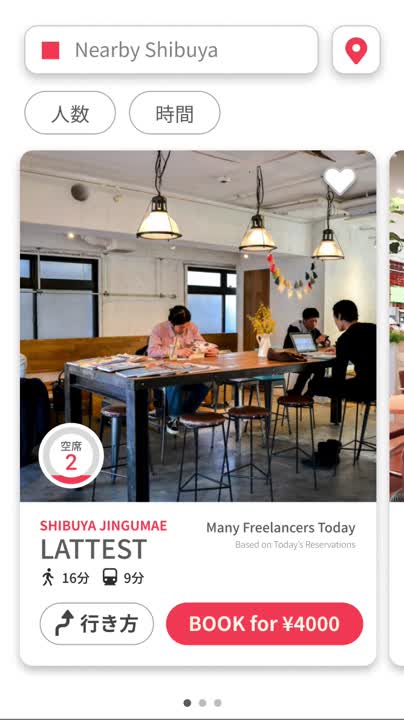 Nearby Shibuya
人数 時間
空席
2
SHIBUYA JINGUMAE
LATTEST
16分 9分
Many Freelancers Today
Based on Today's Reservations
行き方
BOOK for ¥4000